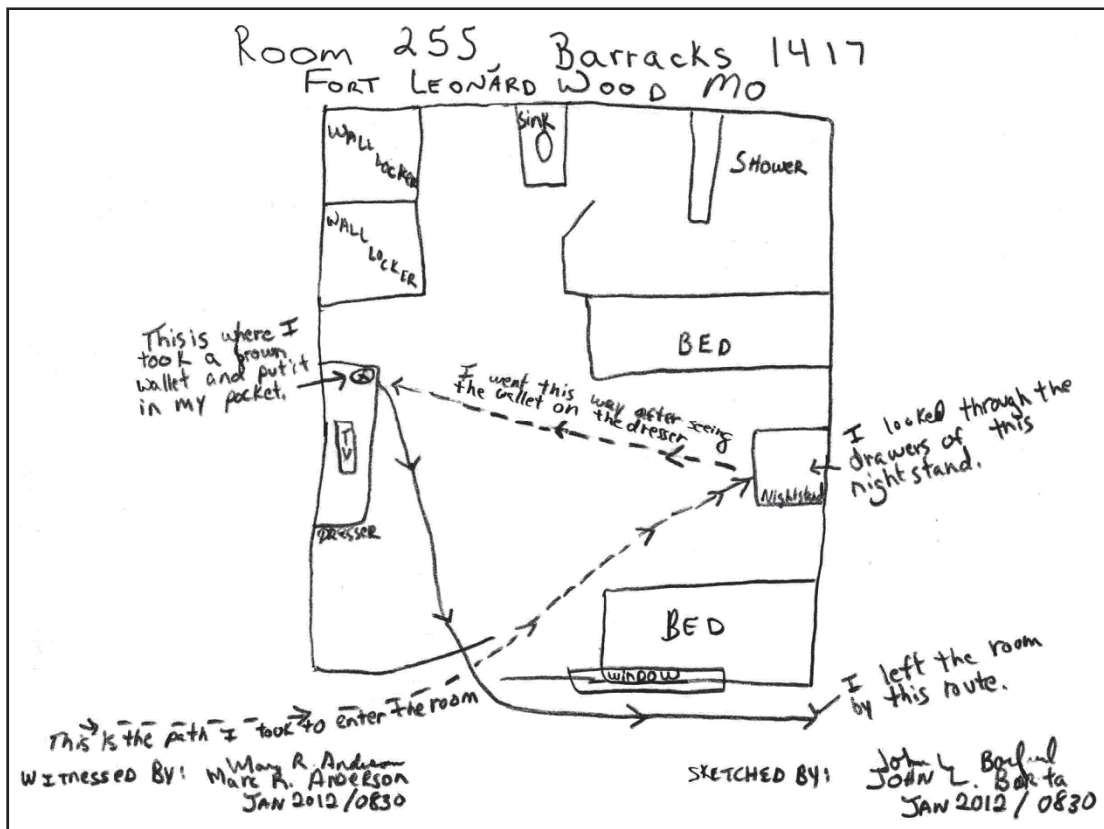 Room 255, Barracks 1417
FORT LEONARD WOOD MO
WALL
LOCKER
sink
SHOWER
WALL
LOCKER
BED
This is where I
took a brown
wallet and put it
in my pocket.
I went this way after seeing
the wallet on the dresser
I looked through the
drawers of this
nightstand.
TV
Nightstand
DRESSER
BED
WINDOW
I left the room
by this route.
This is the path I took to enter the room
WITNESSED BY: Marc R. Anderson
Marc R. ANDERSON
JAN 2012/0830
SKETCHED BY: John L.
JOHN L. Bakta
JAN 2012 / 0830